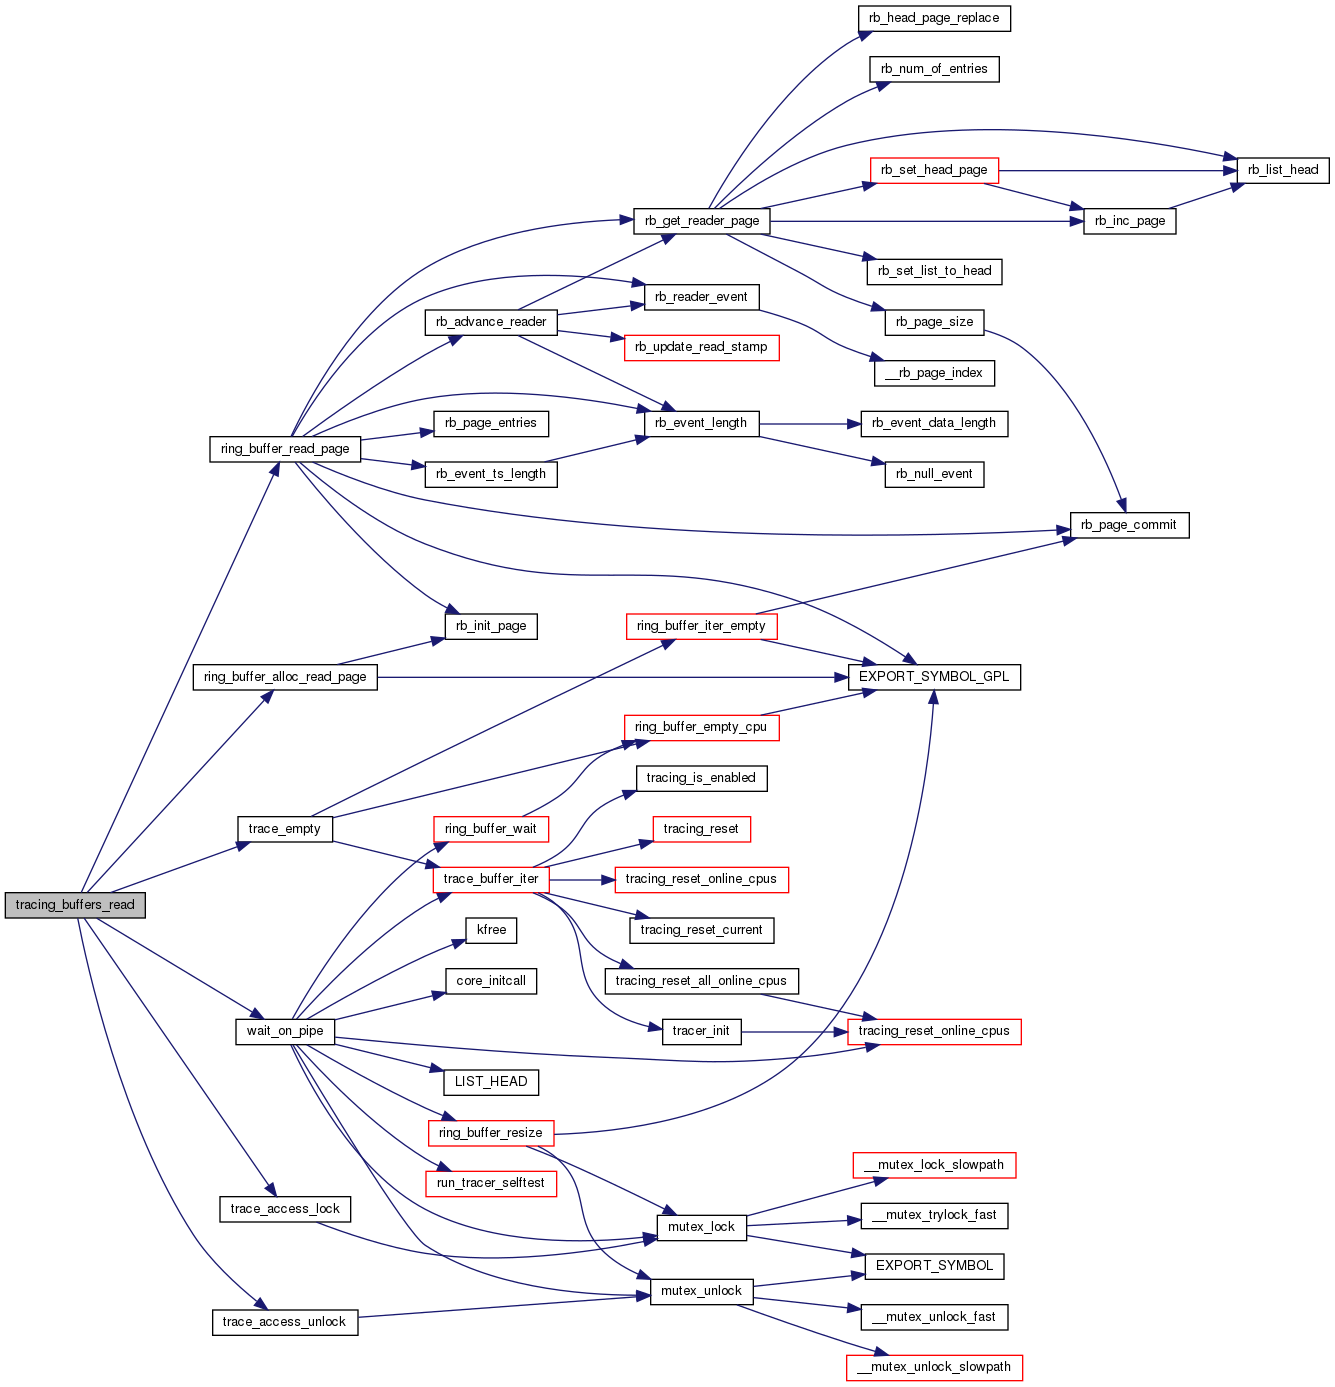 rb_head_page_replace
rb_num_of_entries
rb_set_head_page
rb_list_head
rb_get_reader_page
rb_inc_page
rb_set_list_to_head
rb_reader_event
rb_advance_reader
rb_page_size
rb_update_read_stamp
__rb_page_index
rb_page_entries
rb_event_length
rb_event_data_length
ring_buffer_read_page
rb_event_ts_length
rb_null_event
rb_page_commit
rb_init_page
ring_buffer_iter_empty
ring_buffer_alloc_read_page
EXPORT_SYMBOL_GPL
ring_buffer_empty_cpu
tracing_is_enabled
trace_empty
ring_buffer_wait
tracing_reset
trace_buffer_iter
tracing_reset_online_cpus
tracing_buffers_read
kfree
tracing_reset_current
core_initcall
tracing_reset_all_online_cpus
wait_on_pipe
tracer_init
tracing_reset_online_cpus
LIST_HEAD
ring_buffer_resize
__mutex_lock_slowpath
run_tracer_selftest
trace_access_lock
__mutex_trylock_fast
mutex_lock
EXPORT_SYMBOL
mutex_unlock
__mutex_unlock_fast
trace_access_unlock
__mutex_unlock_slowpath